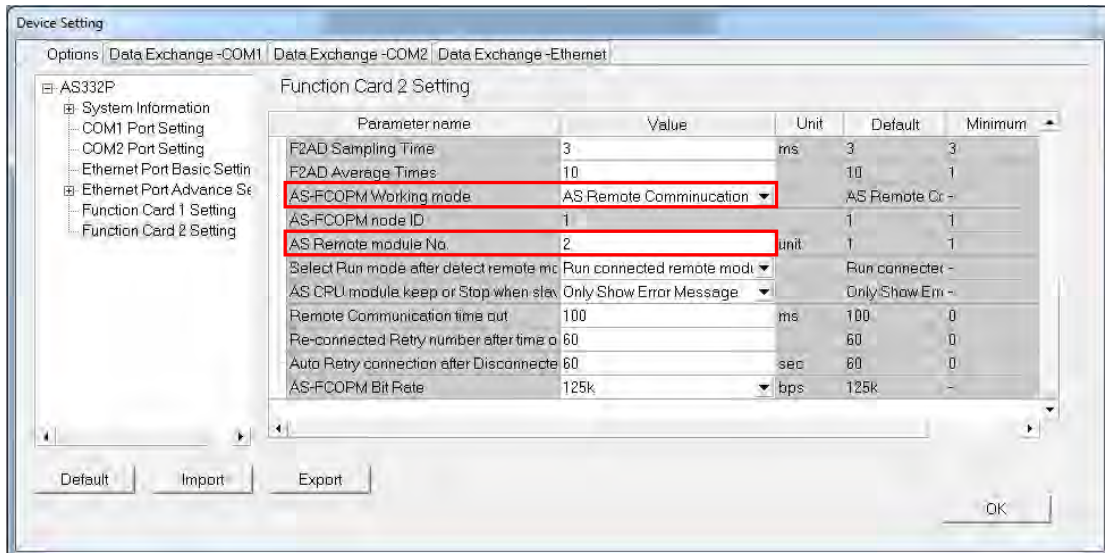 Device Setting
Options Data Exchange -COM1 Data Exchange -COM2 Data Exchange -Ethernet
AS332P
System Information
COM1 Port Setting
COM2 Port Setting
Ethernet Port Basic Settin
Ethernet Port Advance Se
Function Card 1 Setting
Function Card 2 Setting
Function Card 2 Setting
Parameter name Value Unit Default Minimum
F2AD Sampling Time 3 ms 3 3
F2AD Average Times 10 10 1
AS-FCOPM Working mode AS Remote Comminucation AS Remote Cr -
AS-FCOPM node ID 1 1 1
AS Remote module No. 2 unit 1 1
Select Run mode after detect remote mc Run connected remote modu Run connectec -
AS CPU module keep or Stop when slav Only Show Error Message Only Show Err -
Remote Communication time out 100 ms 100 0
Re-connected Retry number after time o 60 60 0
Auto Retry connection after Disconnecte 60 sec 60 0
AS-FCOPM Bit Rate 125k bps 125k -
Default Import Export
OK